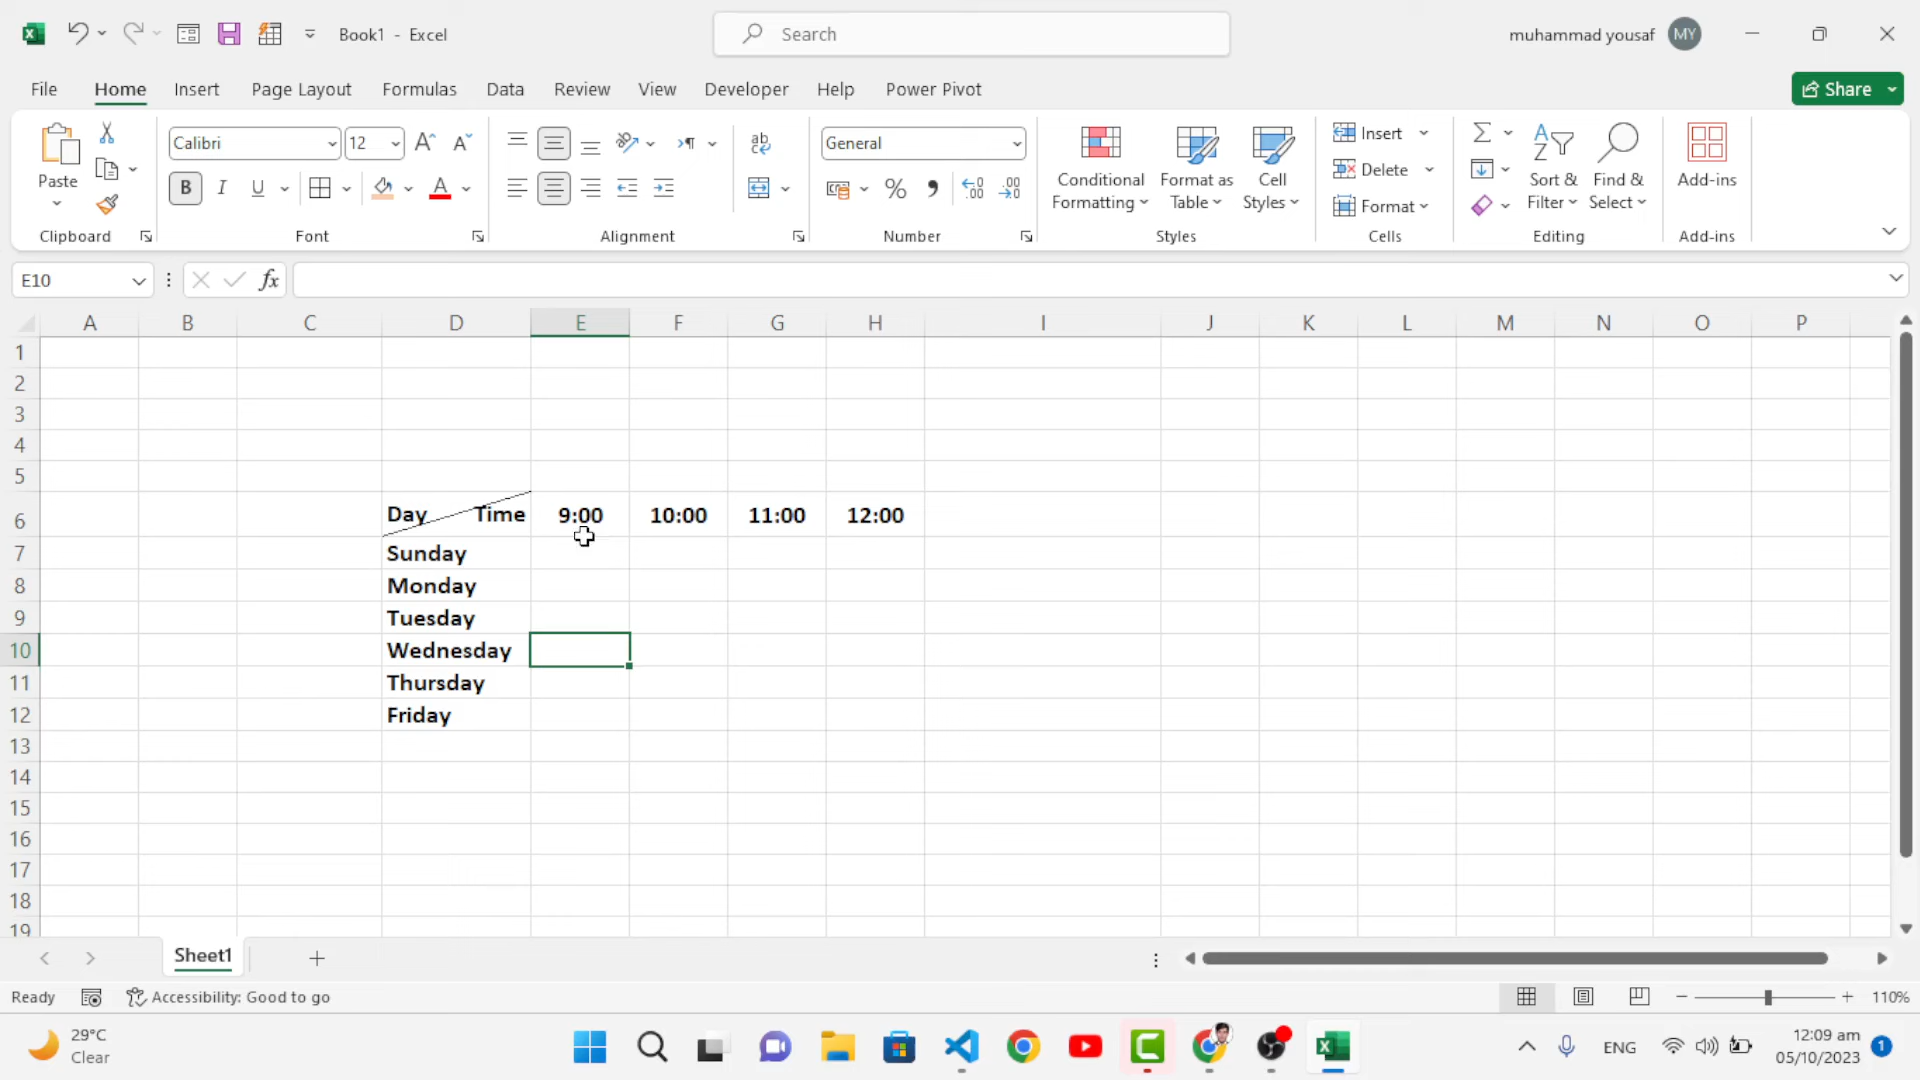 Book1 - Excel
Search
muhammad yousaf MY
File Home Insert Page Layout Formulas Data Review View Developer Help Power Pivot Share
Paste
Clipboard
Calibri 12
B I U A
Font
ab
Alignment
General
% ,
Number
Conditional Formatting
Format as Table
Cell Styles
Styles
Insert
Delete
Format
Cells
Sort & Filter
Find & Select
Editing
Add-ins
Add-ins
E10 fx
A B C D E F G H I J K L M N O P
1
2
3
4
5
6 Day Time 9:00 10:00 11:00 12:00
7 Sunday
8 Monday
9 Tuesday
10 Wednesday
11 Thursday
12 Friday
13
14
15
16
17
18
19
Sheet1
Ready Accessibility: Good to go 110%
29°C
Clear
ENG
12:09 am
05/10/2023
1